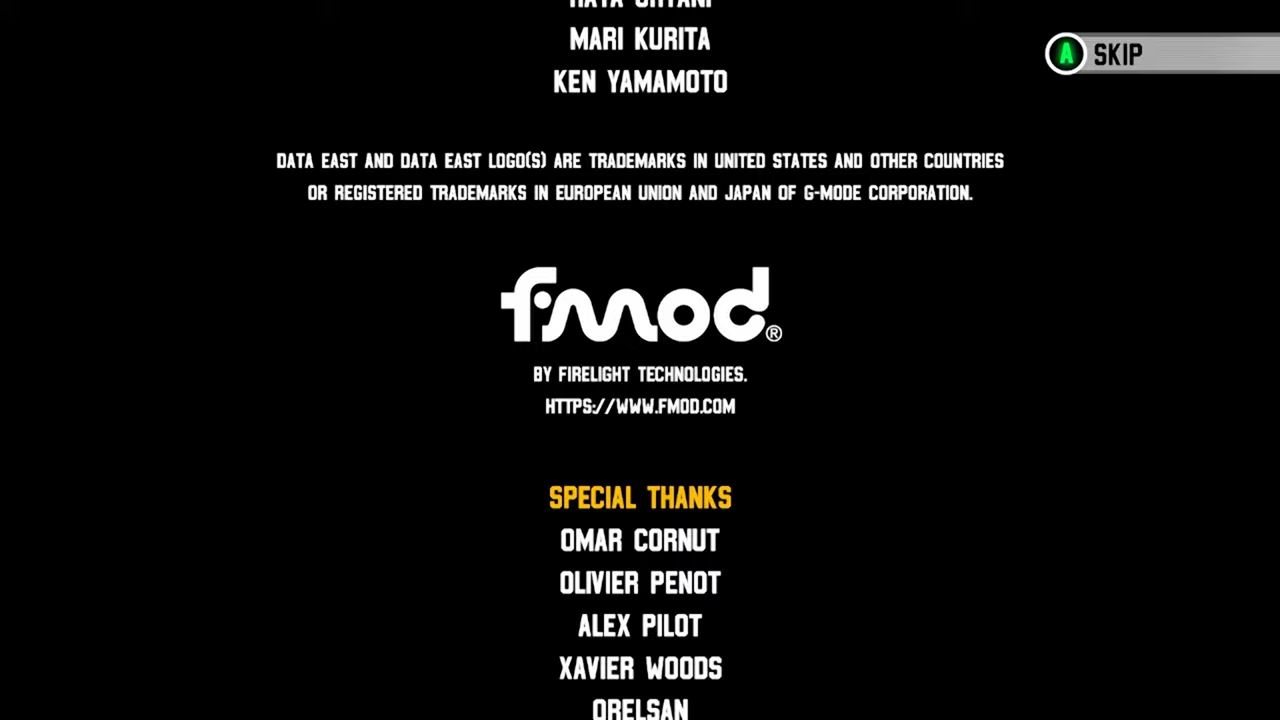 MARI KURITA
A SKIP
KEN YAMAMOTO
DATA EAST AND DATA EAST LOGO(S) ARE TRADEMARKS IN UNITED STATES AND OTHER COUNTRIES
OR REGISTERED TRADEMARKS IN EUROPEAN UNION AND JAPAN OF G-MODE CORPORATION.
fmod®
BY FIRELIGHT TECHNOLOGIES.
HTTPS://WWW.FMOD.COM
SPECIAL THANKS
OMAR CORNUT
OLIVIER PENOT
ALEX PILOT
XAVIER WOODS
ORELSAN